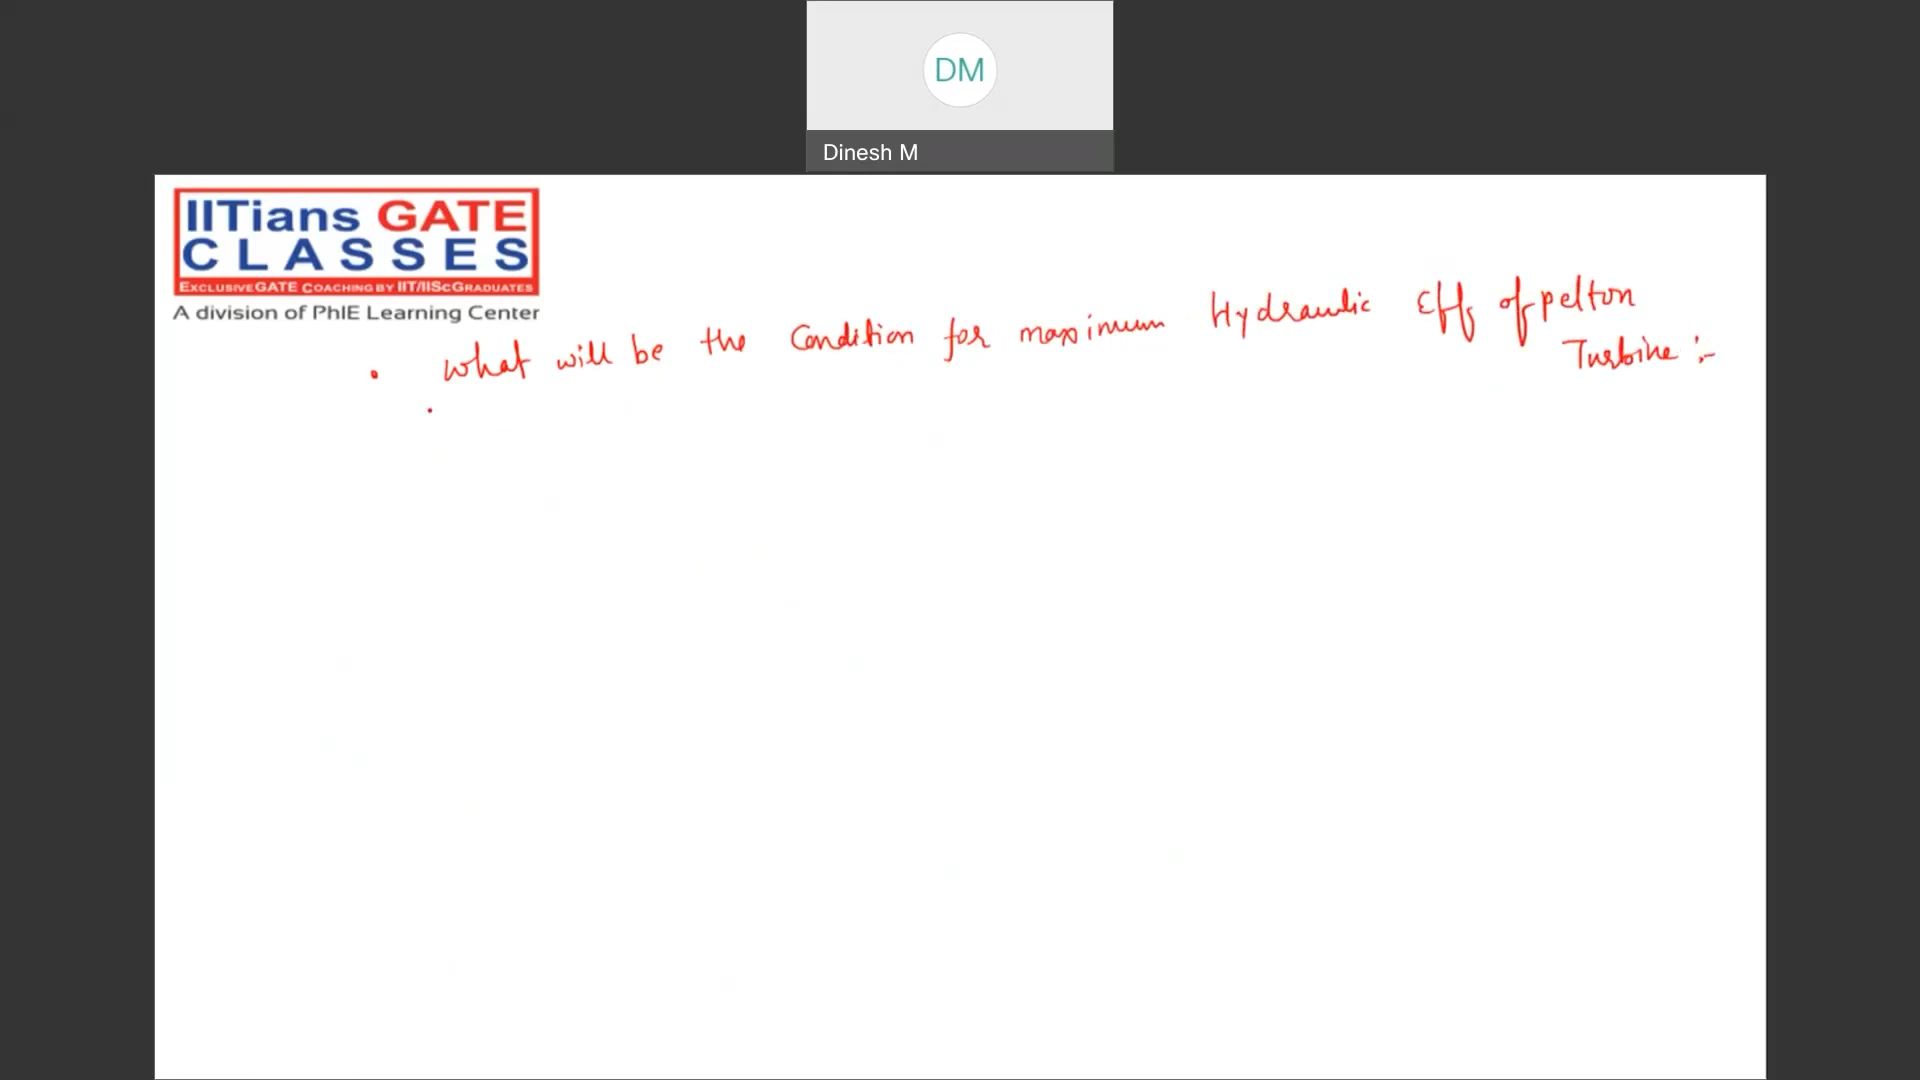 DM
Dinesh M
IITians GATE
CLASSES
EXCLUSIVE GATE COACHING BY IIT/IISc GRADUATES
A division of PhIE Learning Center
• What will be the Condition for maximum Hydraulic Eff of pelton
Turbine :-